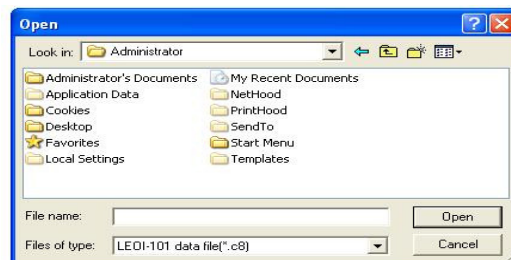 Open
Look in: Administrator
Administrator's Documents My Recent Documents
Application Data NetHood
Cookies PrintHood
Desktop SendTo
Favorites Start Menu
Local Settings Templates
File name: Open
Files of type: LEOI-101 data file(*.c8) Cancel